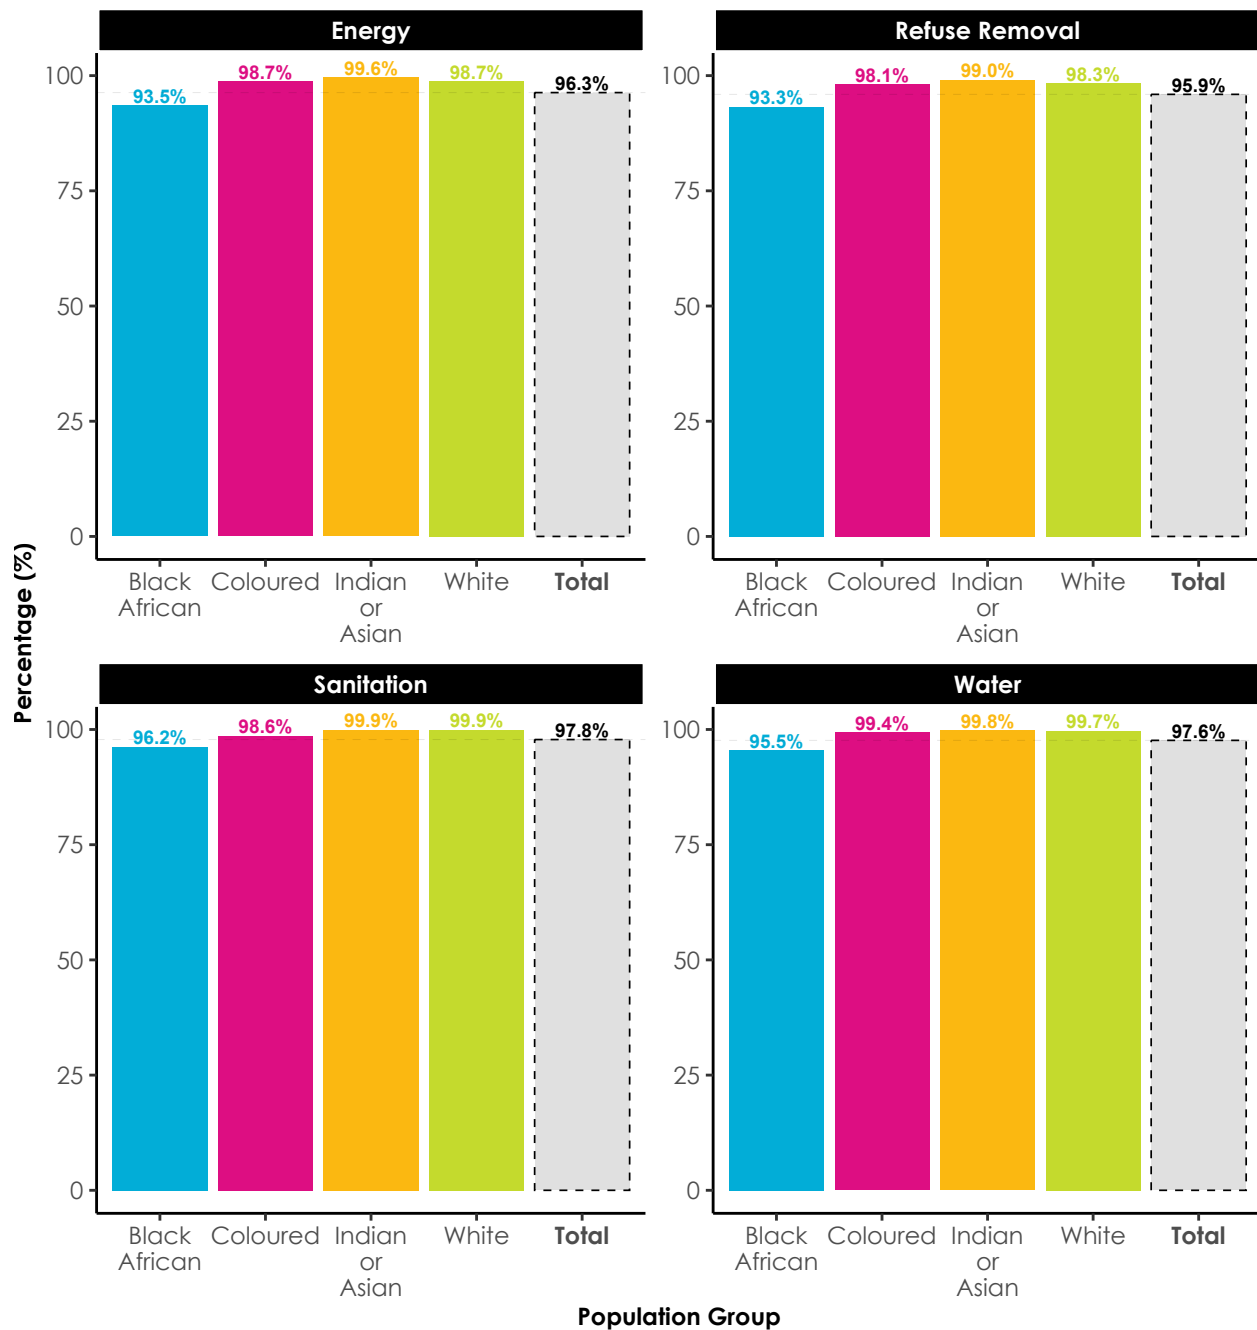 Energy
98.7% 99.6% 98.7%
93.5%
96.3%
100
75
50
25
0
Black African
Coloured
Indian or Asian
White
Total
Refuse Removal
98.1% 99.0% 98.3%
93.3%
95.9%
100
75
50
25
0
Black African
Coloured
Indian or Asian
White
Total
Percentage (%)
Sanitation
96.2%
98.6%
99.9%
99.9%
97.8%
100
75
50
25
0
Black African
Coloured
Indian or Asian
White
Total
Water
95.5%
99.4%
99.8%
99.7%
97.6%
100
75
50
25
0
Black African
Coloured
Indian or Asian
White
Total
Population Group